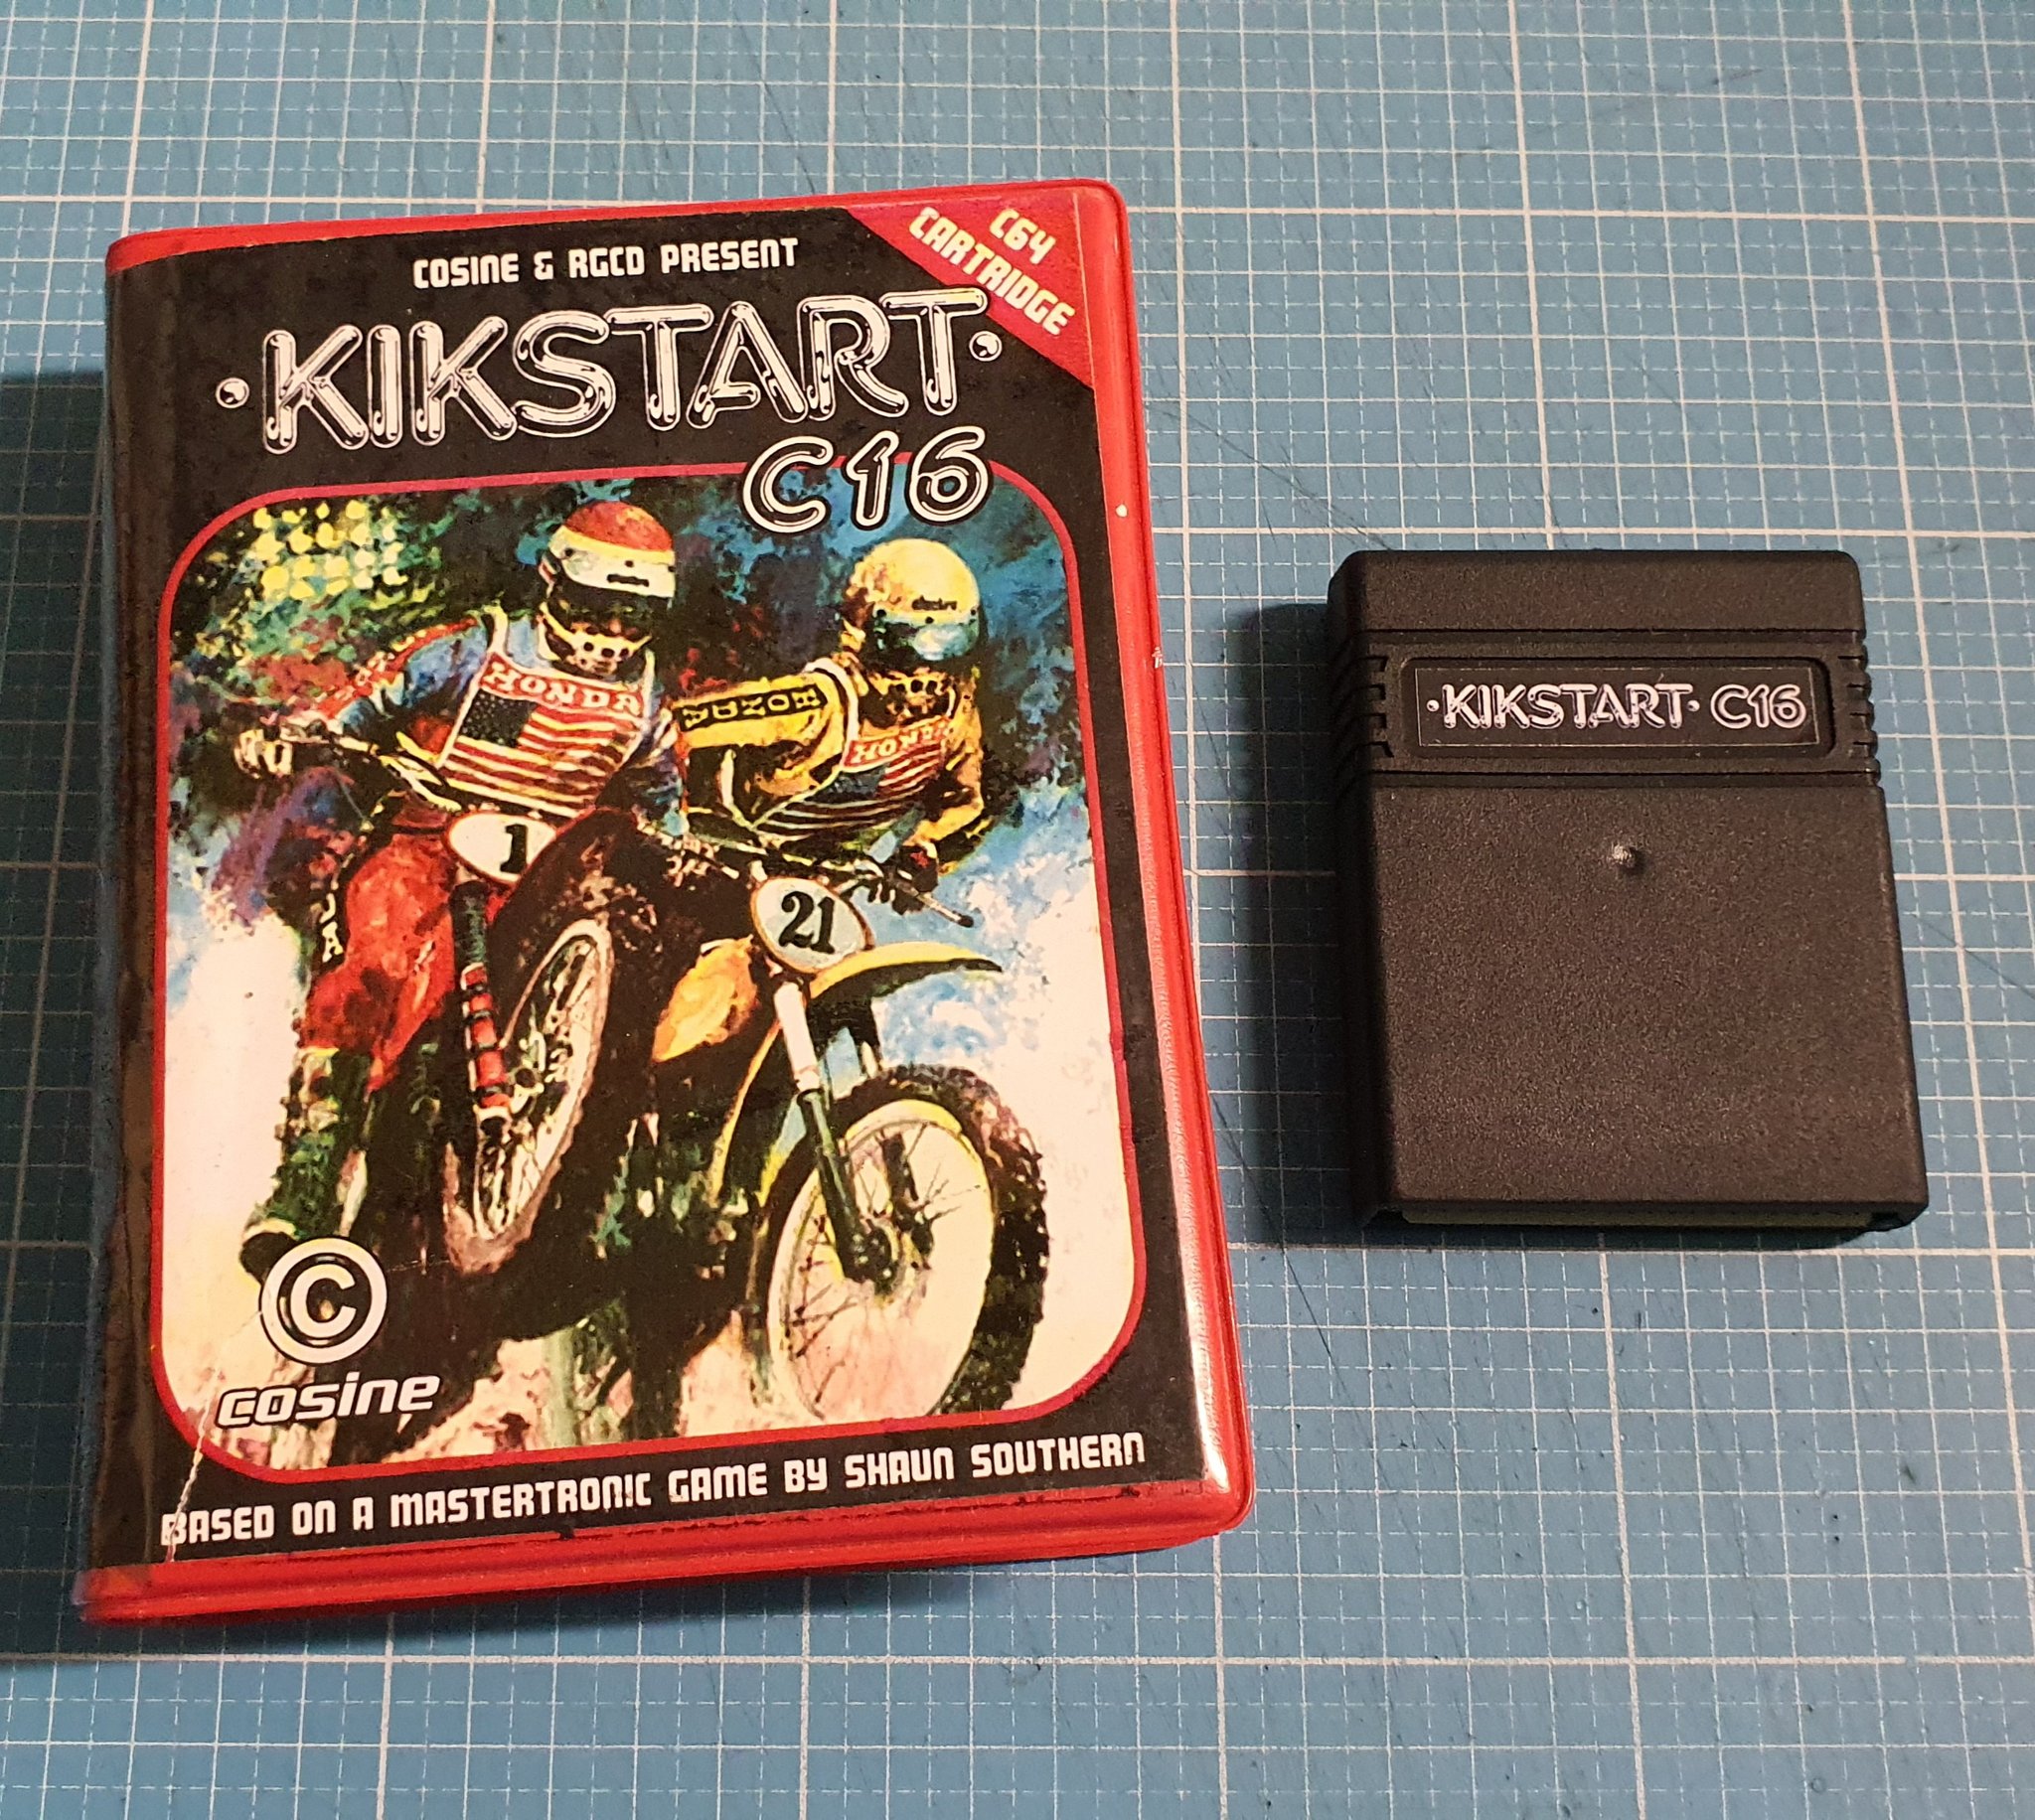 COSINE & RGCD PRESENT
C64
CARTRIDGE
·KIKSTART·
C16
HONDA
HONDA
HONDA
electro
1
21
©
cosine
BASED ON A MASTERTRONIC GAME BY SHAUN SOUTHERN
·KIKSTART· C16